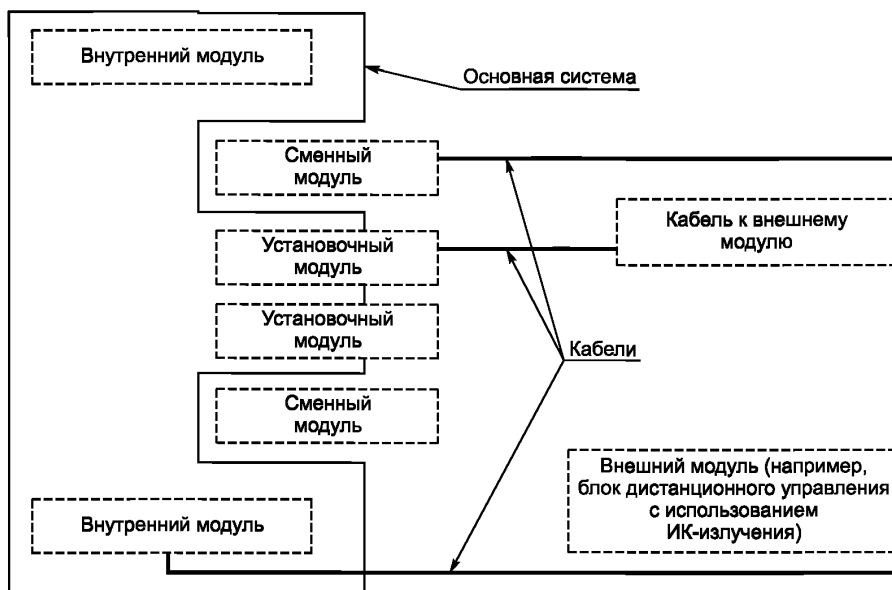 Внутренний модуль
Основная система
Сменный
модуль
Кабель к внешнему
модулю
Установочный
модуль
Установочный
модуль
Кабели
Сменный
модуль
Внешний модуль (например,
блок дистанционного управления
с использованием
ИК-излучения)
Внутренний модуль